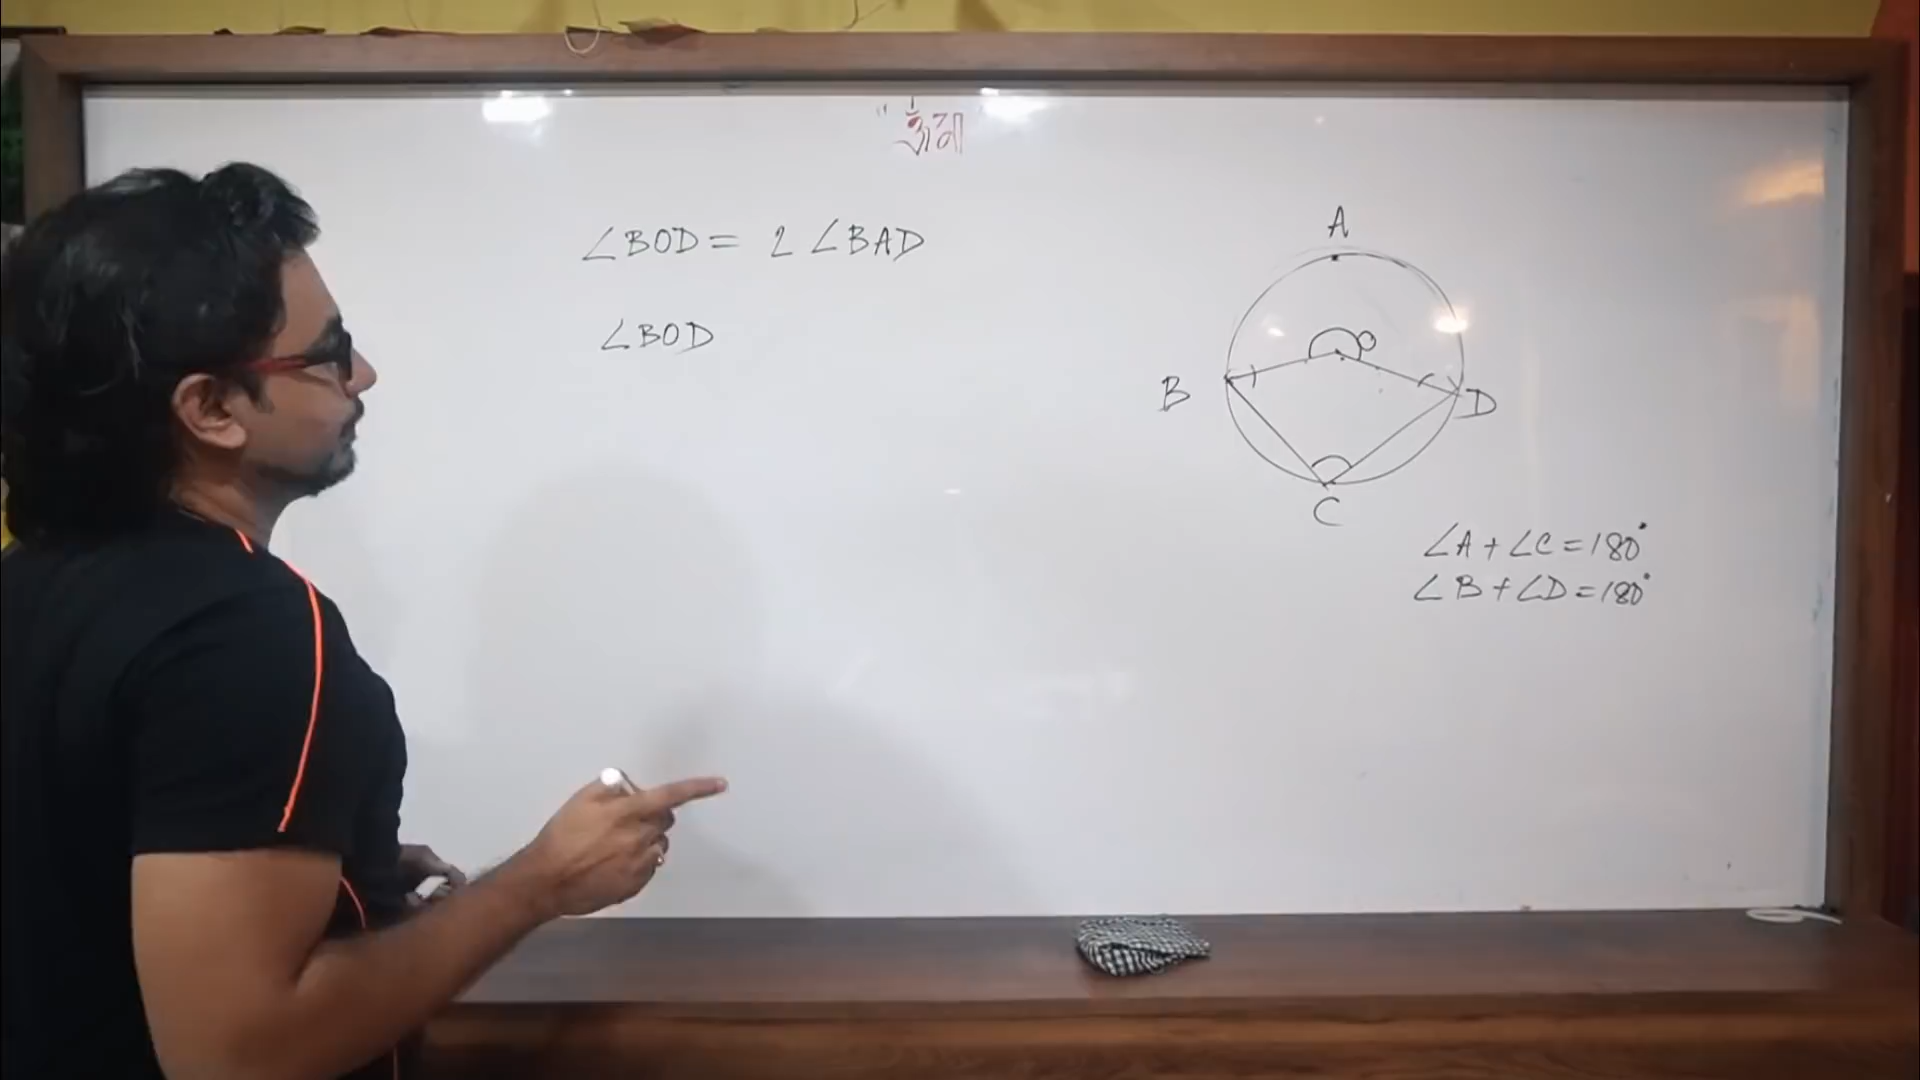 ∠BOD = 2 ∠BAD
∠BOD
A
O
B
D
C
∠A + ∠C = 180°
∠B + ∠D = 180°